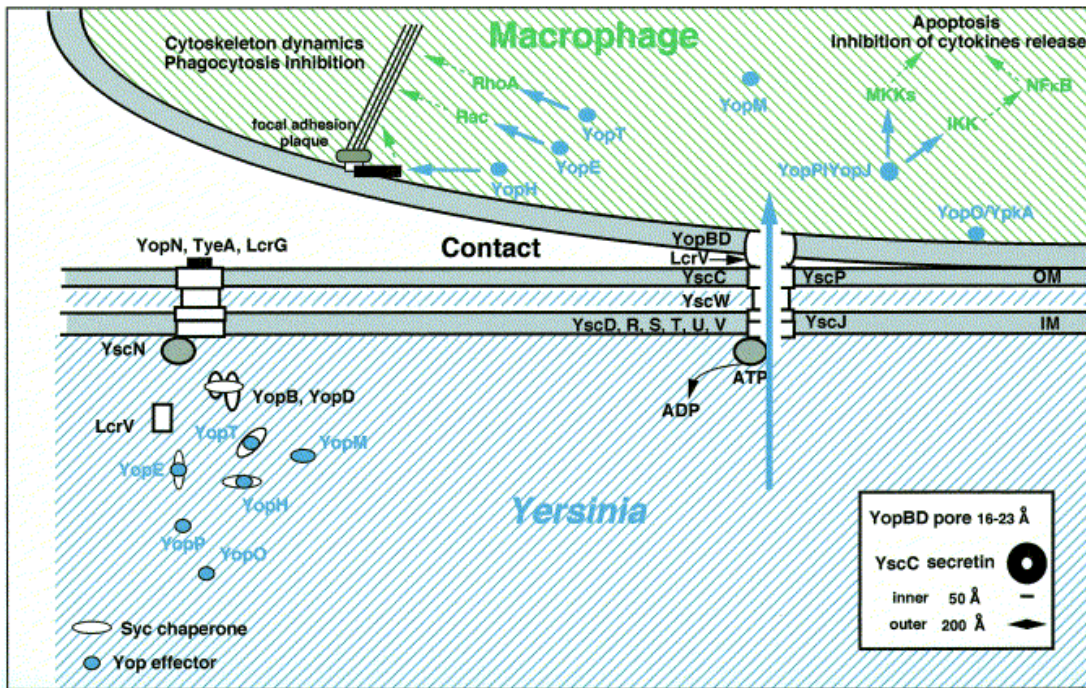 Macrophage
Cytoskeleton dynamics
Phagocytosis inhibition
Apoptosis
Inhibition of cytokines release
RhoA
Rac
YopT
YopE
YopH
focal adhesion
plaque
YopM
MKKs
NFκB
IKK
YopP/YopJ
YopO/YpkA
YopN, TyeA, LcrG
Contact
YopBD
LcrV
YscC
YscP
OM
YscW
YscD, R, S, T, U, V
YscJ
IM
YscN
ATP
ADP
YopB, YopD
LcrV
YopT
YopM
YopE
YopH
YopP
YopO
Yersinia
YopBD pore 16-23 Å
YscC secretin
inner 50 Å
outer 200 Å
Syc chaperone
Yop effector